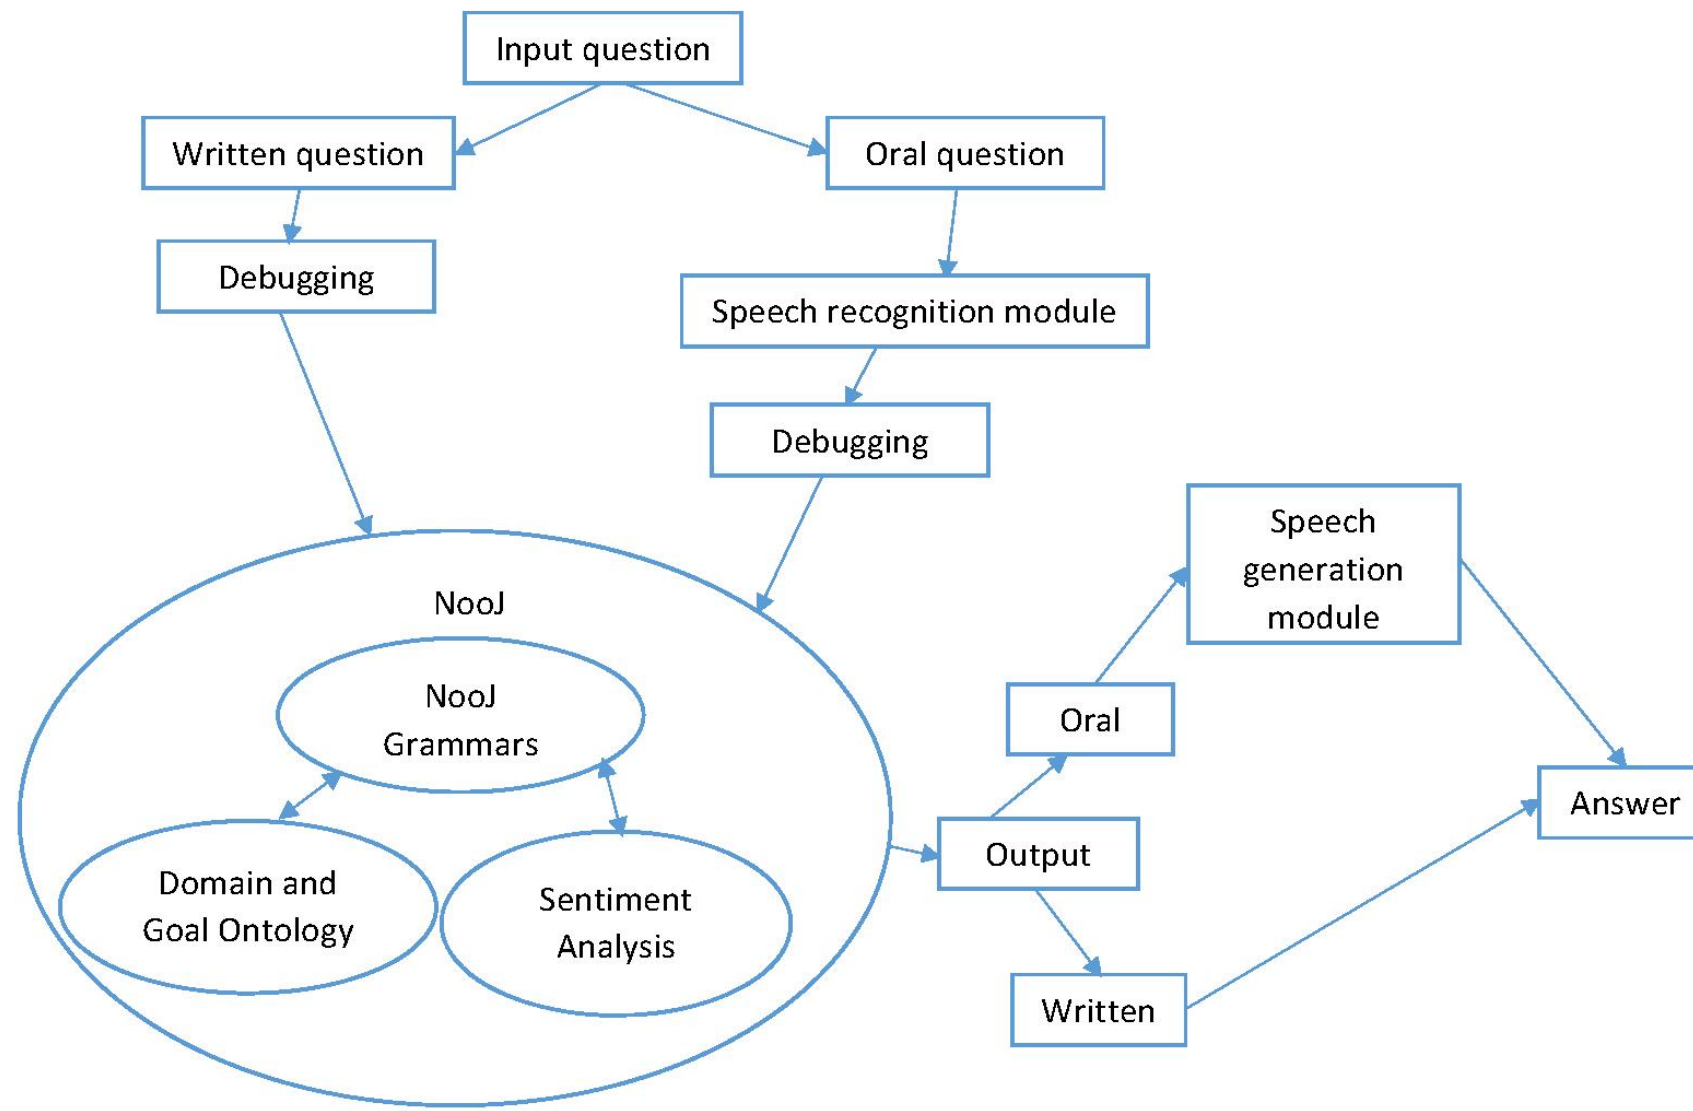 Input question
Written question
Oral question
Debugging
Speech recognition module
Debugging
Speech
generation
module
NooJ
NooJ
Grammars
Oral
Answer
Output
Domain and
Goal Ontology
Sentiment
Analysis
Written